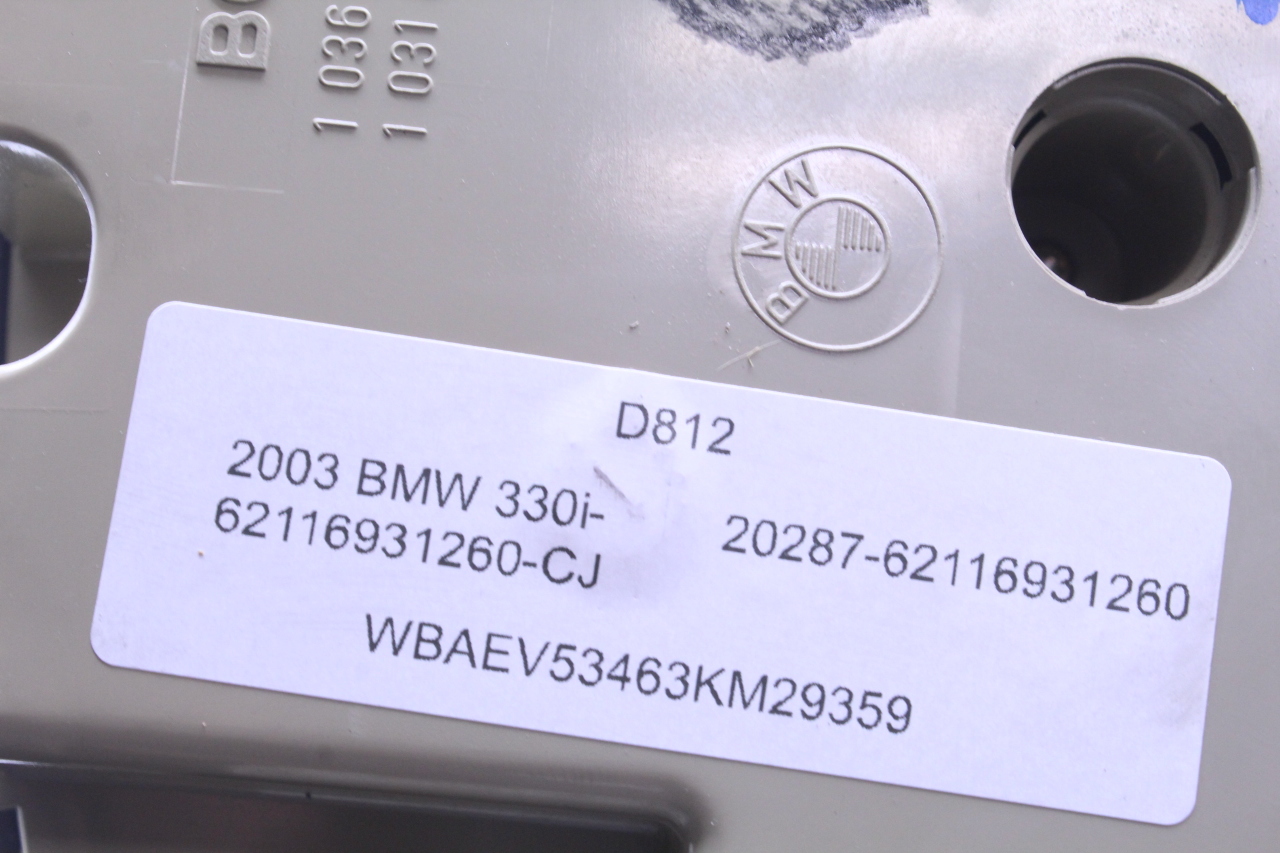 1 036
1 031
BMW
D812
2003 BMW 330i-
62116931260-CJ
20287-62116931260
WBAEV53463KM29359